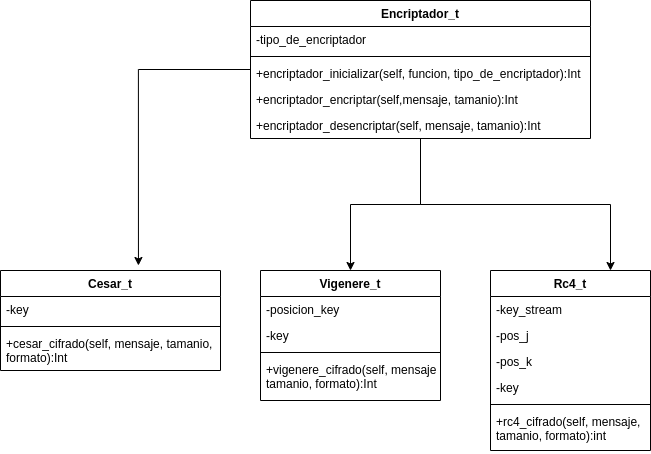 Encriptador_t
-tipo_de_encriptador
+encriptador_inicializar(self, funcion, tipo_de_encriptador):Int
+encriptador_encriptar(self,mensaje, tamanio):Int
+encriptador_desencriptar(self, mensaje, tamanio):Int
Cesar_t
-key
+cesar_cifrado(self, mensaje, tamanio,
formato):Int
Vigenere_t
-posicion_key
-key
+vigenere_cifrado(self, mensaje
tamanio, formato):Int
Rc4_t
-key_stream
-pos_j
-pos_k
-key
+rc4_cifrado(self, mensaje,
tamanio, formato):int